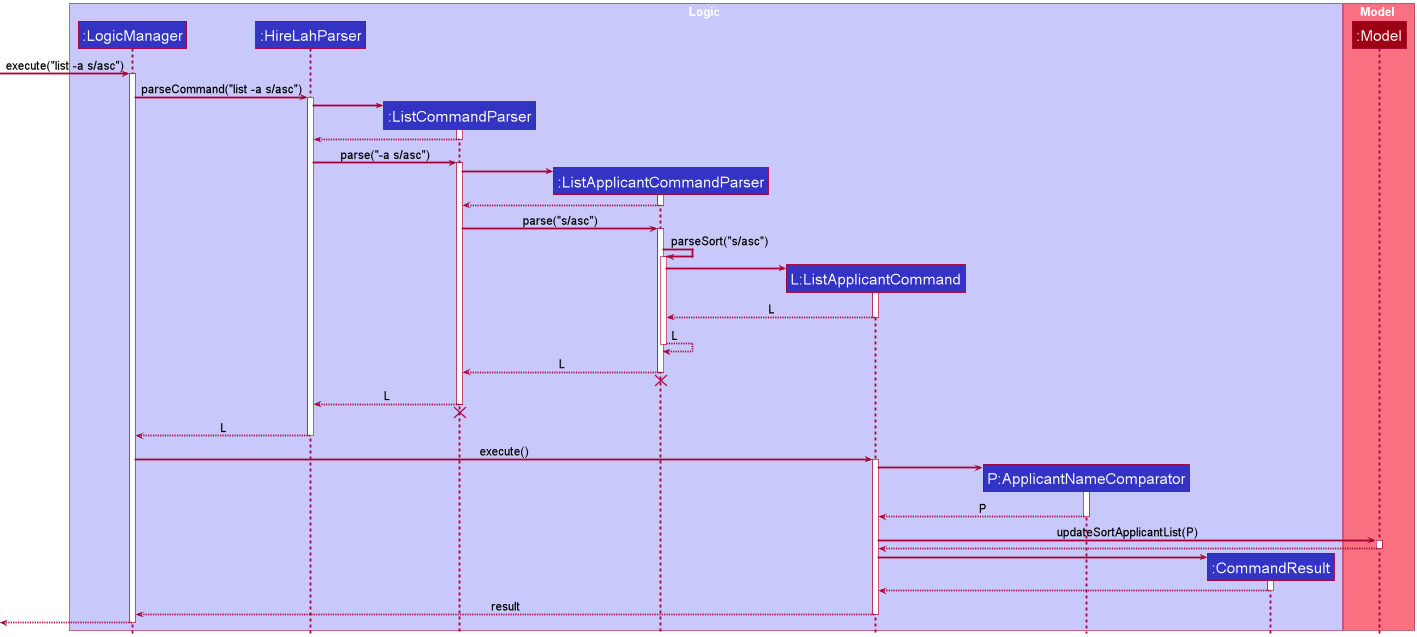 Logic
Model
:LogicManager
:HireLahParser
:Model
execute("list -a s/asc")
parseCommand("list -a s/asc")
:ListCommandParser
parse("-a s/asc")
:ListApplicantCommandParser
parse("s/asc")
parseSort("s/asc")
L:ListApplicantCommand
L
L
L
L
L
execute()
P:ApplicantNameComparator
P
updateSortApplicantList(P)
:CommandResult
result